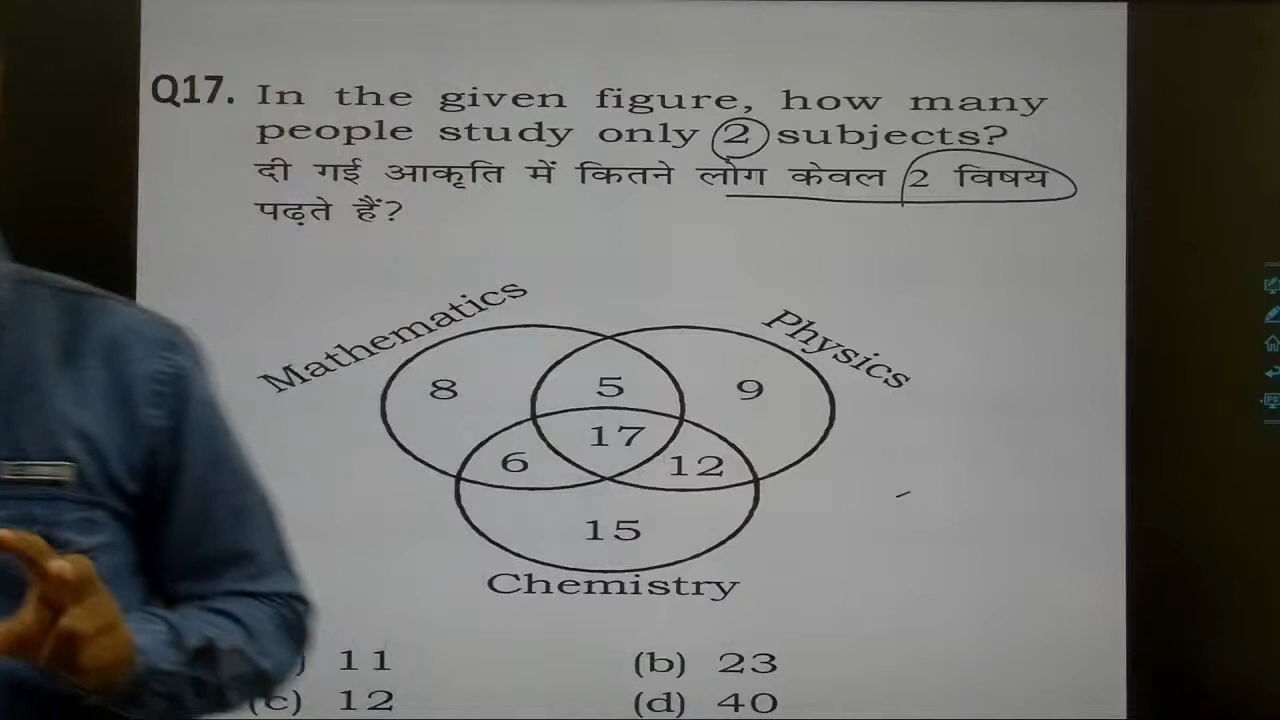 Q17. In the given figure, how many
people study only 2 subjects?
दी गई आकृति में कितने लोग केवल 2 विषय
पढ़ते हैं?
Mathematics
Physics
8 5 9
17
6 12
15
Chemistry
) 11 (b) 23
(c) 12 (d) 40